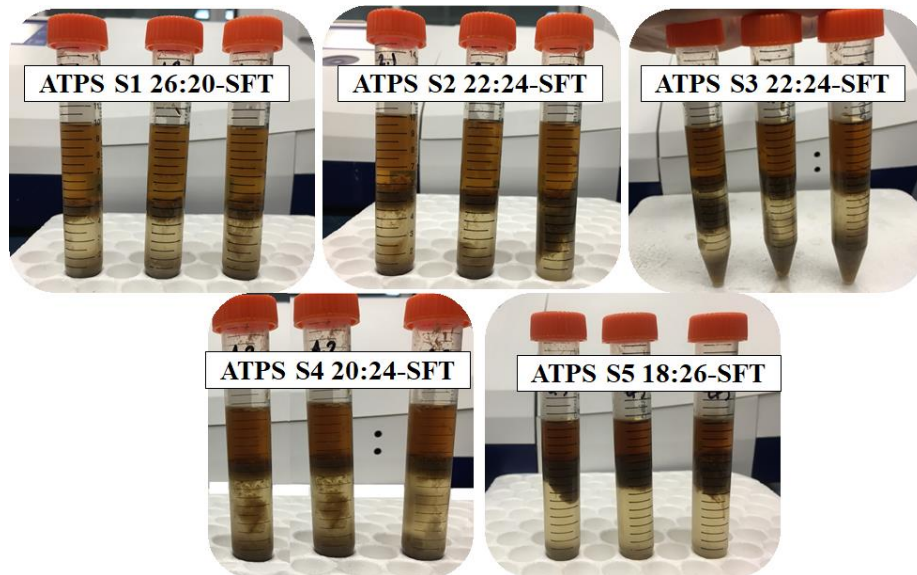 ATPS S1 26:20-SFT
ATPS S2 22:24-SFT
ATPS S3 22:24-SFT
ATPS S4 20:24-SFT
ATPS S5 18:26-SFT